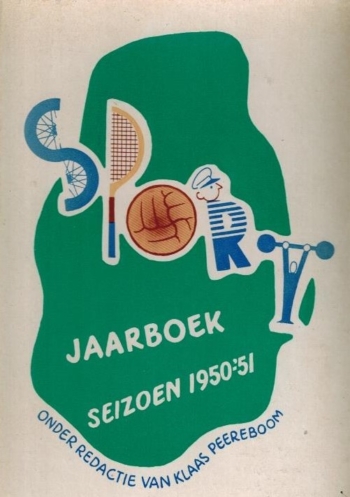 SPORT
JAARBOEK
SEIZOEN 1950-'51
ONDER REDACTIE VAN KLAAS PEEREBOOM